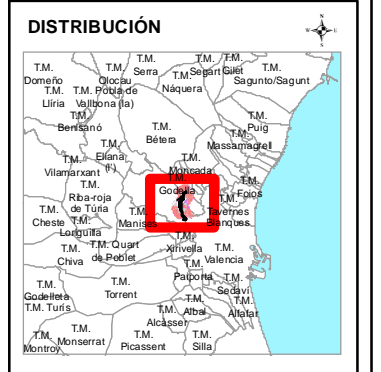 DISTRIBUCIÓN
N
W E
S
T.M.
Domeño
T.M.
Olocau
T.M.
Serra
T.M.
Segart
T.M.
Gilet
T.M.
Sagunto/Sagunt
T.M.
Náquera
T.M.
Llíria
T.M. Pobla de
Vallbona (la)
T.M.
Benisanó
T.M.
Bétera
T.M.
Puig
T.M.
Massamagrell
T.M.
Eliana
(l')
T.M.
Vilamarxant
T.M.
Moncada
T.M.
Godella
T.M.
Foios
T.M.
Riba-roja
de Túria
T.M.
Tavernes
Blanques
T.M.
Cheste
T.M.
Loriguilla
T.M.
Manises
T.M.
Xirivella
T.M.
Chiva
T.M. Quart
de Poblet
T.M.
Valencia
T.M.
Paiporta
T.M.
Godelleta
T.M. Turís
T.M.
Torrent
T.M.
Sedaví
T.M.
Alfafar
T.M.
Albal
T.M.
Alcàsser
T.M.
Montroy
T.M.
Monserrat
T.M.
Picassent
T.M.
Silla